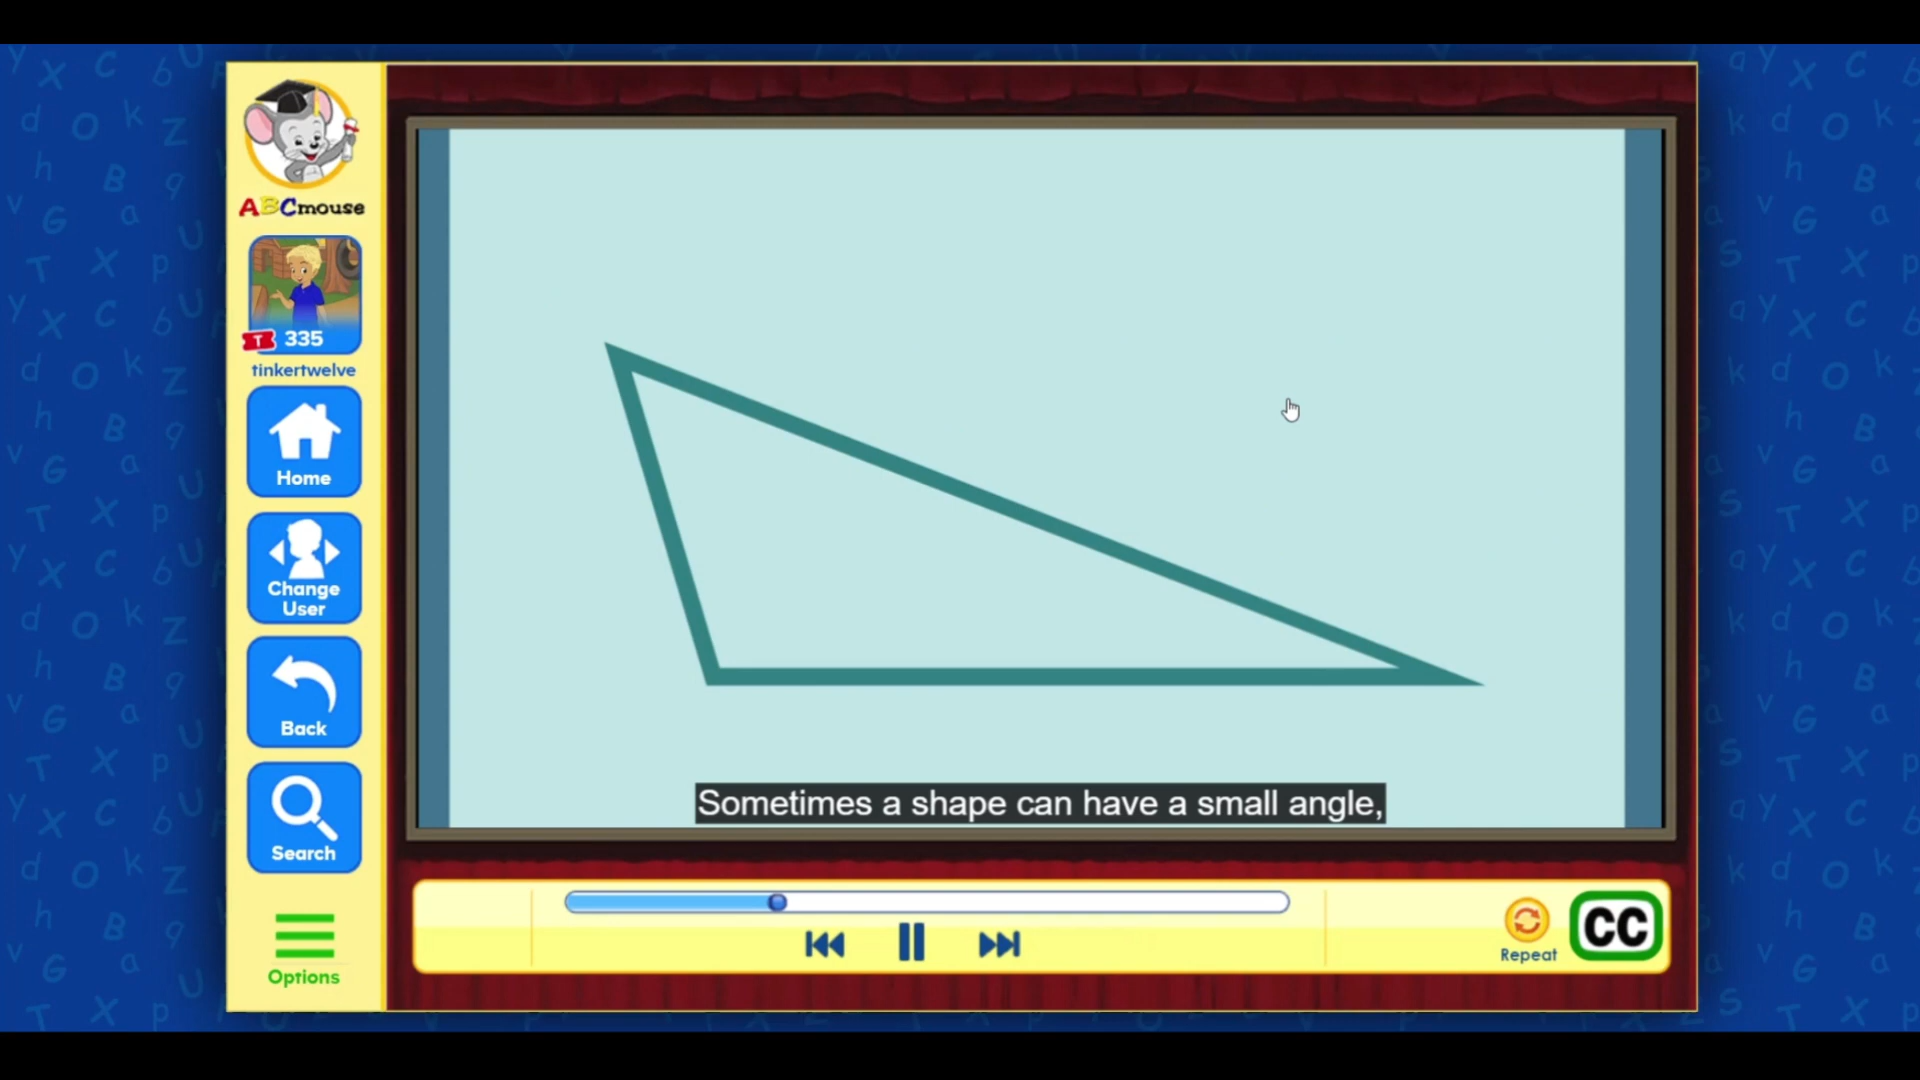 ABCmouse
T 335
tinkertwelve
Home
Change
User
Back
Search
Options
Sometimes a shape can have a small angle,
Repeat
CC